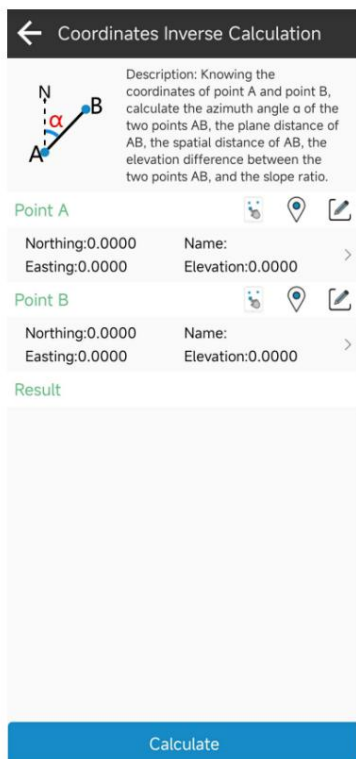 Coordinates Inverse Calculation
N
B
α
A
Description: Knowing the
coordinates of point A and point B,
calculate the azimuth angle α of the
two points AB, the plane distance of
AB, the spatial distance of AB, the
elevation difference between the
two points AB, and the slope ratio.
Point A
Northing:0.0000 Name:
Easting:0.0000 Elevation:0.0000
Point B
Northing:0.0000 Name:
Easting:0.0000 Elevation:0.0000
Result
Calculate